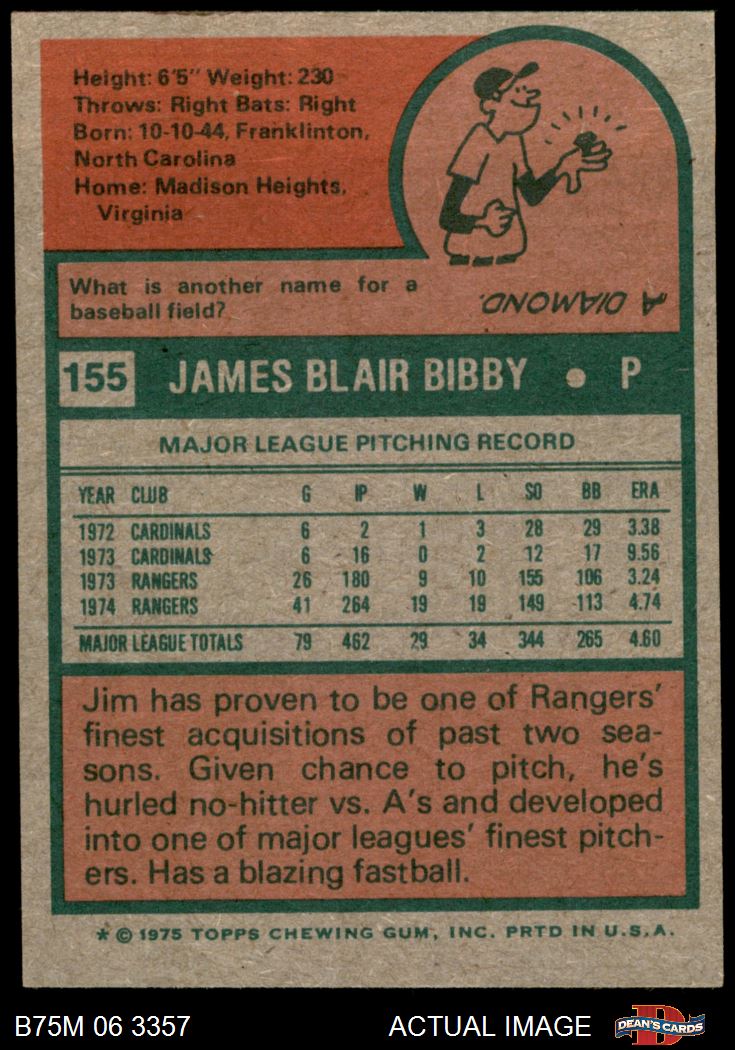 Height: 6'5" Weight: 230
Throws: Right Bats: Right
Born: 10-10-44, Franklinton,
North Carolina
Home: Madison Heights,
Virginia
What is another name for a
baseball field?
A DIAMOND.
155 JAMES BLAIR BIBBY • P
MAJOR LEAGUE PITCHING RECORD
YEAR CLUB G IP W L SO BB ERA
1972 CARDINALS 6 2 1 3 28 29 3.38
1973 CARDINALS 6 16 0 2 12 17 9.56
1973 RANGERS 26 180 9 10 155 106 3.24
1974 RANGERS 41 264 19 19 149 113 4.74
MAJOR LEAGUE TOTALS 79 462 29 34 344 265 4.60
Jim has proven to be one of Rangers'
finest acquisitions of past two sea-
sons. Given chance to pitch, he's
hurled no-hitter vs. A's and developed
into one of major leagues' finest pitch-
ers. Has a blazing fastball.
* © 1975 TOPPS CHEWING GUM, INC. PRTD IN U.S.A.
B75M 06 3357 ACTUAL IMAGE DEAN'S CARDS